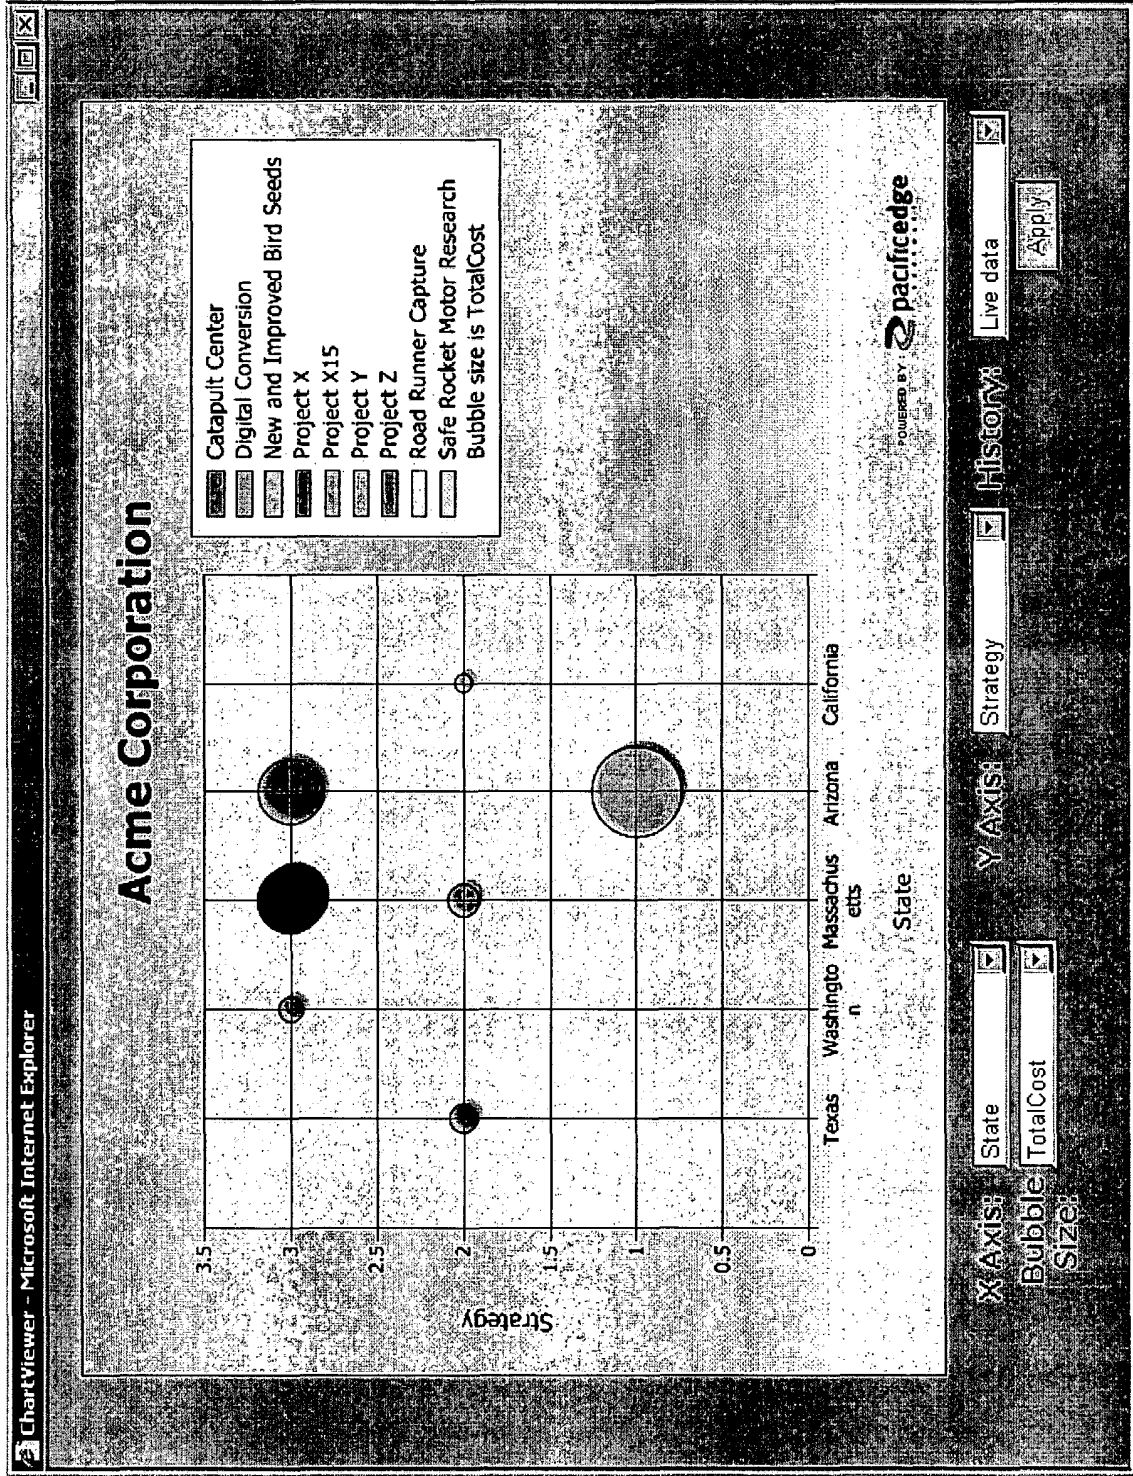 ChartViewer - Microsoft Internet Explorer
Acme Corporation
Strategy
3.5
3
2.5
2
1.5
1
0.5
0
Texas
Washingto
n
Massachus
etts
Arizona
California
State
Catapult Center
Digital Conversion
New and Improved Bird Seeds
Project X
Project X15
Project Y
Project Z
Road Runner Capture
Safe Rocket Motor Research
Bubble size is TotalCost
POWERED BY: pacificedge
X Axis: State
Y Axis: Strategy
History: Live data
Bubble
Size:
TotalCost
Apply